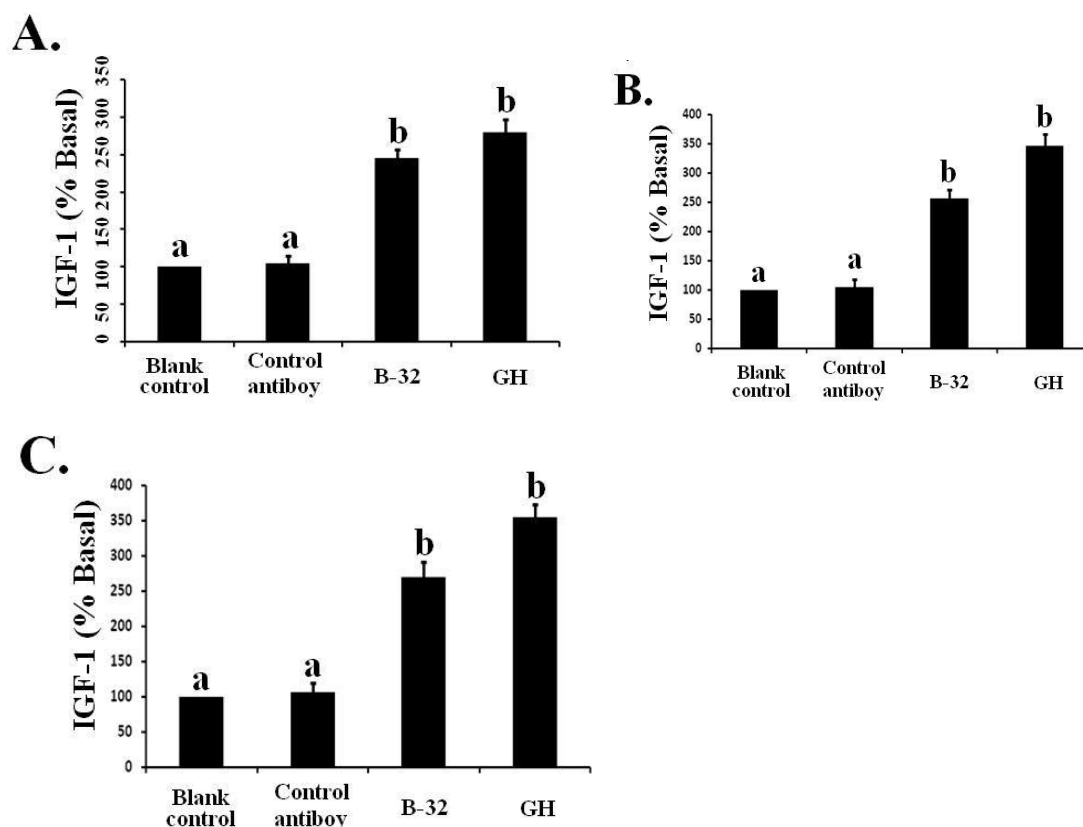 A.
IGF-1 (% Basal)
350
300
250
200
150
100
50
0
a
a
b
b
Blank control
Control antiboy
B-32
GH
B.
IGF-1 (% Basal)
400
350
300
250
200
150
100
50
0
a
a
b
b
Blank control
Control antiboy
B-32
GH
C.
IGF-1 (% Basal)
400
350
300
250
200
150
100
50
0
a
a
b
b
Blank control
Control antibov
B-32
GH